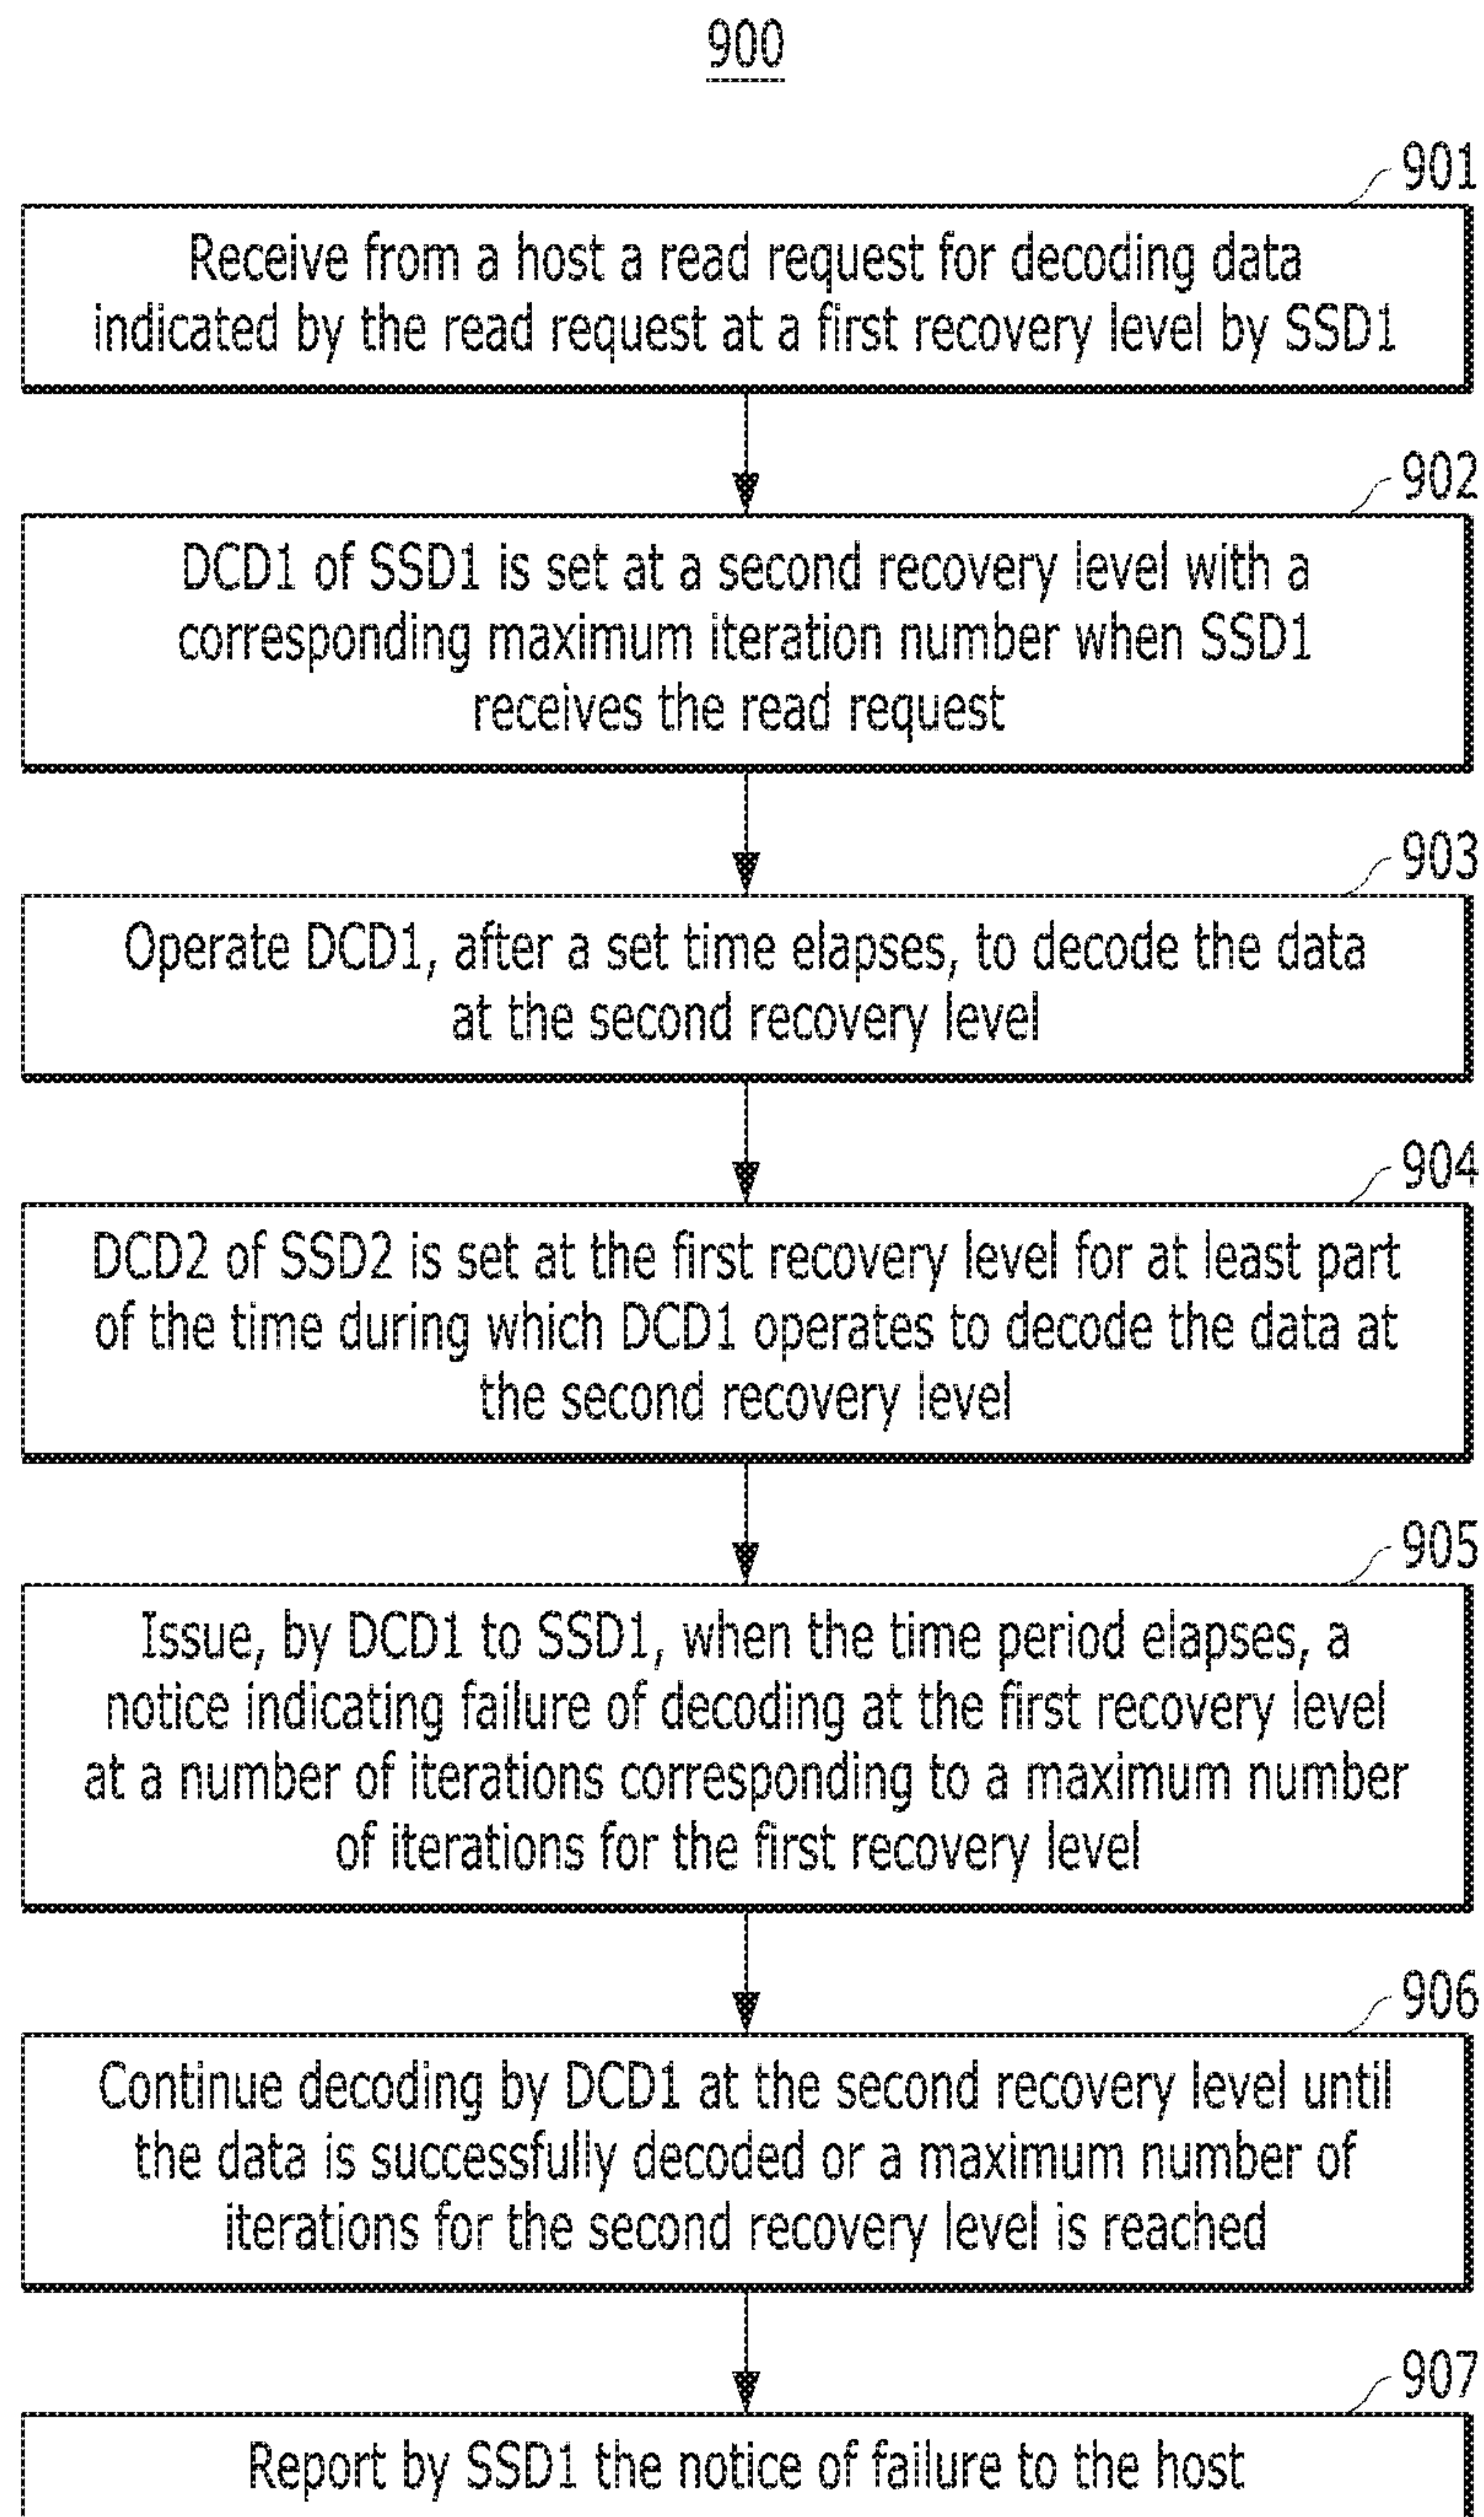 900
901
Receive from a host a read request for decoding data
indicated by the read request at a first recovery level by SSD1
902
DCD1 of SSD1 is set at a second recovery level with a
corresponding maximum iteration number when SSD1
receives the read request
903
Operate DCD1, after a set time elapses, to decode the data
at the second recovery level
904
DCD2 of SSD2 is set at the first recovery level for at least part
of the time during which DCD1 operates to decode the data at
the second recovery level
905
Issue, by DCD1 to SSD1, when the time period elapses, a
notice indicating failure of decoding at the first recovery level
at a number of iterations corresponding to a maximum number
of iterations for the first recovery level
906
Continue decoding by DCD1 at the second recovery level until
the data is successfully decoded or a maximum number of
iterations for the second recovery level is reached
907
Report by SSD1 the notice of failure to the host